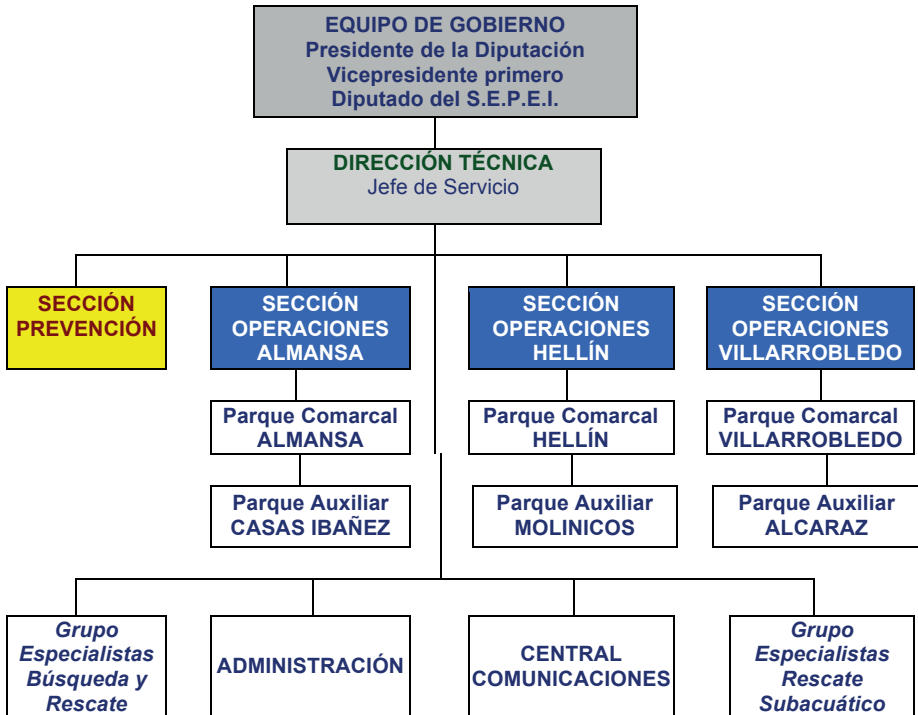 EQUIPO DE GOBIERNO
Presidente de la Diputación
Vicepresidente primero
Diputado del S.E.P.E.I.
DIRECCIÓN TÉCNICA
Jefe de Servicio
SECCIÓN
PREVENCIÓN
SECCIÓN
OPERACIONES
ALMANSA
SECCIÓN
OPERACIONES
HELLÍN
SECCIÓN
OPERACIONES
VILLARROBLEDO
Parque Comarcal
ALMANSA
Parque Comarcal
HELLÍN
Parque Comarcal
VILLARROBLEDO
Parque Auxiliar
CASAS IBAÑEZ
Parque Auxiliar
MOLINICOS
Parque Auxiliar
ALCARAZ
Grupo
Especialistas
Búsqueda y
Rescate
ADMINISTRACIÓN
CENTRAL
COMUNICACIONES
Grupo
Especialistas
Rescate
Subacuático